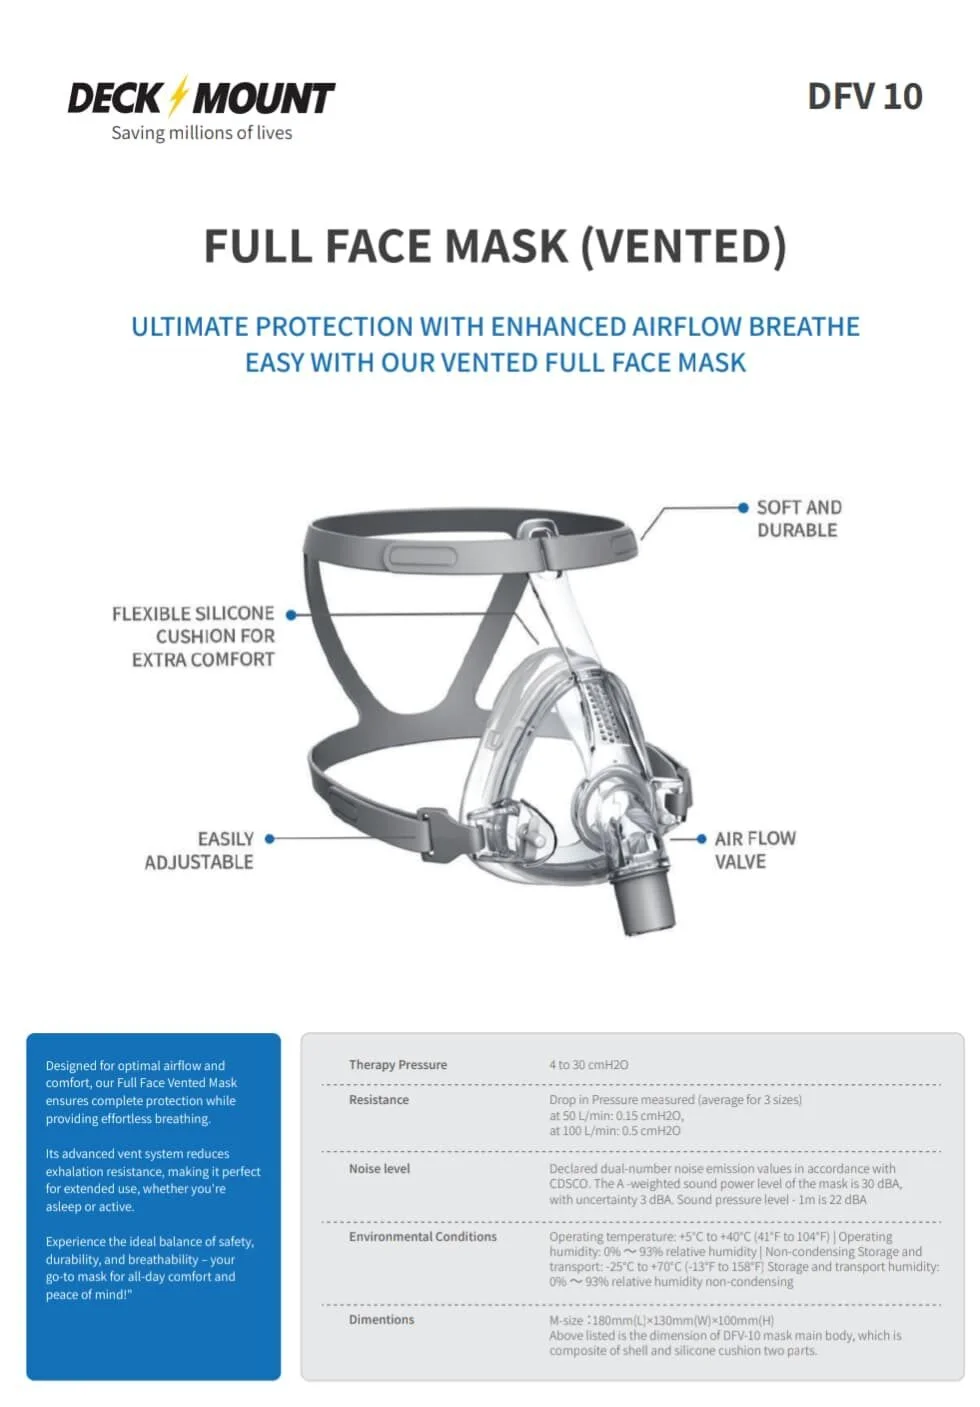 DECK MOUNT
Saving millions of lives
DFV 10
FULL FACE MASK (VENTED)
ULTIMATE PROTECTION WITH ENHANCED AIRFLOW BREATHE
EASY WITH OUR VENTED FULL FACE MASK
SOFT AND
DURABLE
FLEXIBLE SILICONE
CUSHION FOR
EXTRA COMFORT
EASILY
ADJUSTABLE
AIR FLOW
VALVE
Designed for optimal airflow and
comfort, our Full Face Vented Mask
ensures complete protection while
providing effortless breathing.
Its advanced vent system reduces
exhalation resistance, making it perfect
for extended use, whether you're
asleep or active.
Experience the ideal balance of safety,
durability, and breathability – your
go-to mask for all-day comfort and
peace of mind!"
Therapy Pressure
4 to 30 cmH2O
Resistance
Drop in Pressure measured (average for 3 sizes)
at 50 L/min: 0.15 cmH2O,
at 100 L/min: 0.5 cmH2O
Noise level
Declared dual-number noise emission values in accordance with
CDSCO. The A -weighted sound power level of the mask is 30 dBA,
with uncertainty 3 dBA. Sound pressure level - 1m is 22 dBA
Environmental Conditions
Operating temperature: +5°C to +40°C (41°F to 104°F) | Operating
humidity: 0% ～ 93% relative humidity | Non-condensing Storage and
transport: -25°C to +70°C (-13°F to 158°F) Storage and transport humidity:
0% ～ 93% relative humidity non-condensing
Dimentions
M-size：180mm(L)×130mm(W)×100mm(H)
Above listed is the dimension of DFV-10 mask main body, which is
composite of shell and silicone cushion two parts.